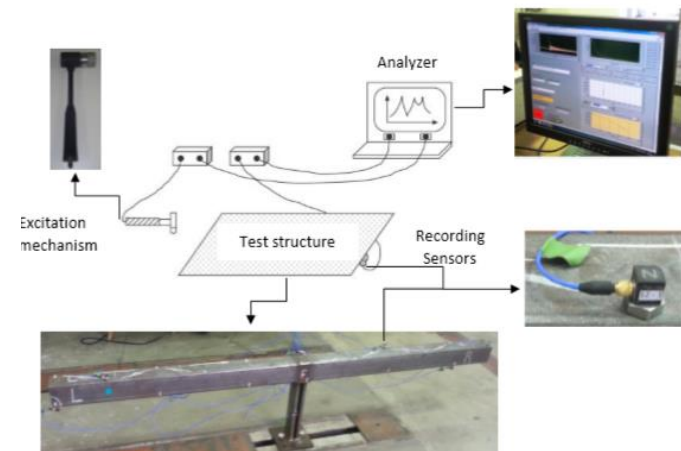 Analyzer
Excitation
mechanism
Test structure
Recording
Sensors
L
Z